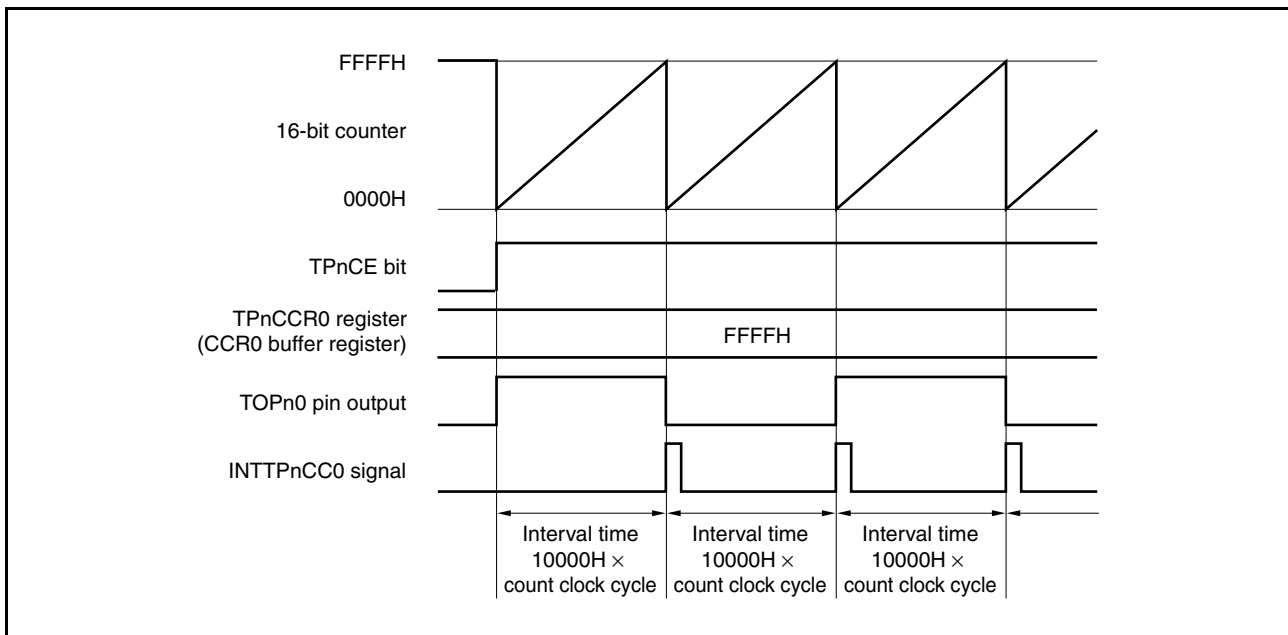 FFFFH
16-bit counter
0000H
TPnCE bit
TPnCCR0 register
(CCR0 buffer register)
FFFFH
TOPn0 pin output
INTTPnCC0 signal
Interval time
10000H ×
count clock cycle
Interval time
10000H ×
count clock cycle
Interval time
10000H ×
count clock cycle